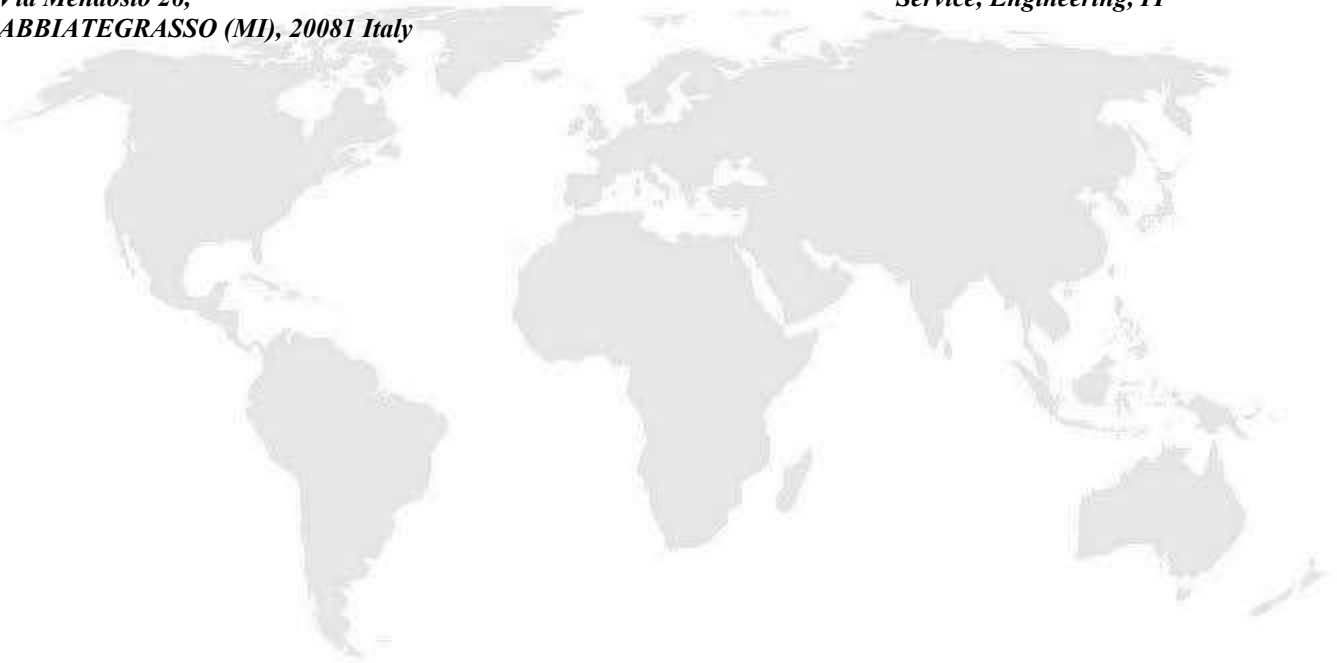 Via Mendosio 26,
Service, Engineering, IT
ABBIATEGRASSO (MI), 20081 Italy